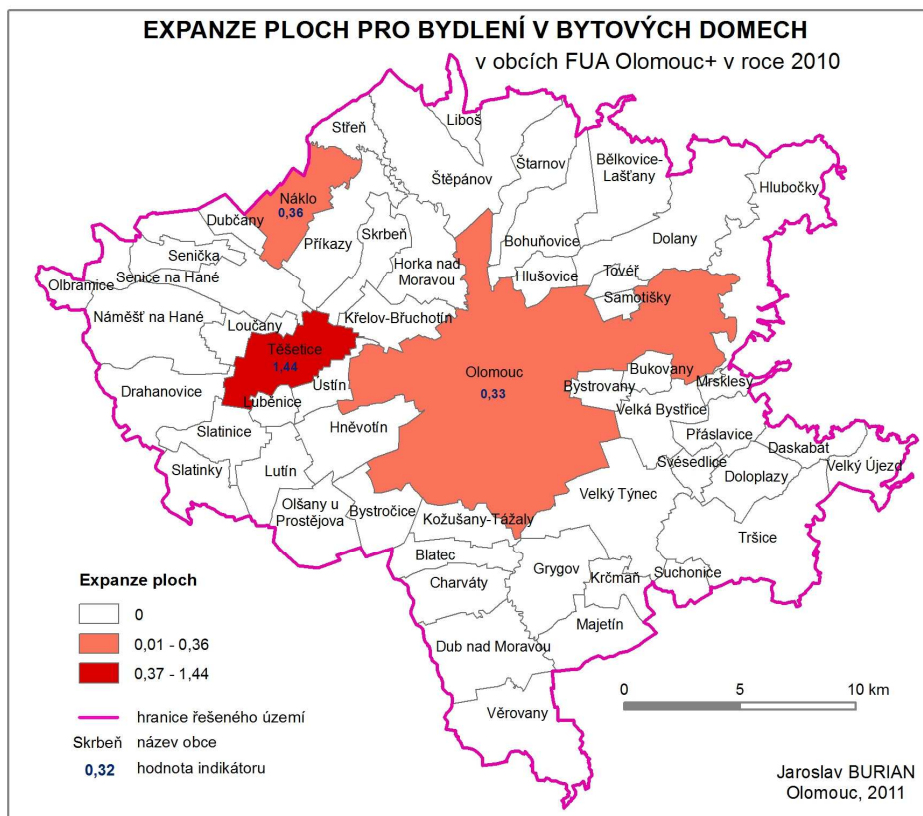 EXPANZE PLOCH PRO BYDLENÍ V BYTOVÝCH DOMECH
v obcích FUA Olomouc+ v roce 2010
Liboš
Střeň
Štarnov
Bělkovice-
Lašťany
Štěpánov
Hlubočky
Náklo
0,36
Dubčany
Skrbeň
Příkazy
Bohuňovice
Dolany
Senička
Horka nad
Moravou
Hlušovice
Tovéř
Senice na Hané
Olbramice
Samotišky
Náměšť na Hané
Loučany
Křelov-Břuchotín
Těšetice
1,44
Olomouc
0,33
Bukovany
Bystrovany
Mrsklesy
Ústín
Drahanovice
Luběnice
Velká Bystřice
Hněvotín
Slatinice
Přáslavice
Daskabát
Svésedlice
Velký Újezd
Slatinky
Lutín
Doloplazy
Velký Týnec
Olšany u
Prostějova
Bystročice
Kožušany-Tážaly
Tršice
Blatec
Grygov
Krčmaň
Suchonice
Charváty
Majetín
Dub nad Moravou
Věrovany
Expanze ploch
0
0,01 - 0,36
0,37 - 1,44
hranice řešeného území
Skrbeň název obce
0,32 hodnota indikátoru
0 5 10 km
Jaroslav BURIAN
Olomouc, 2011